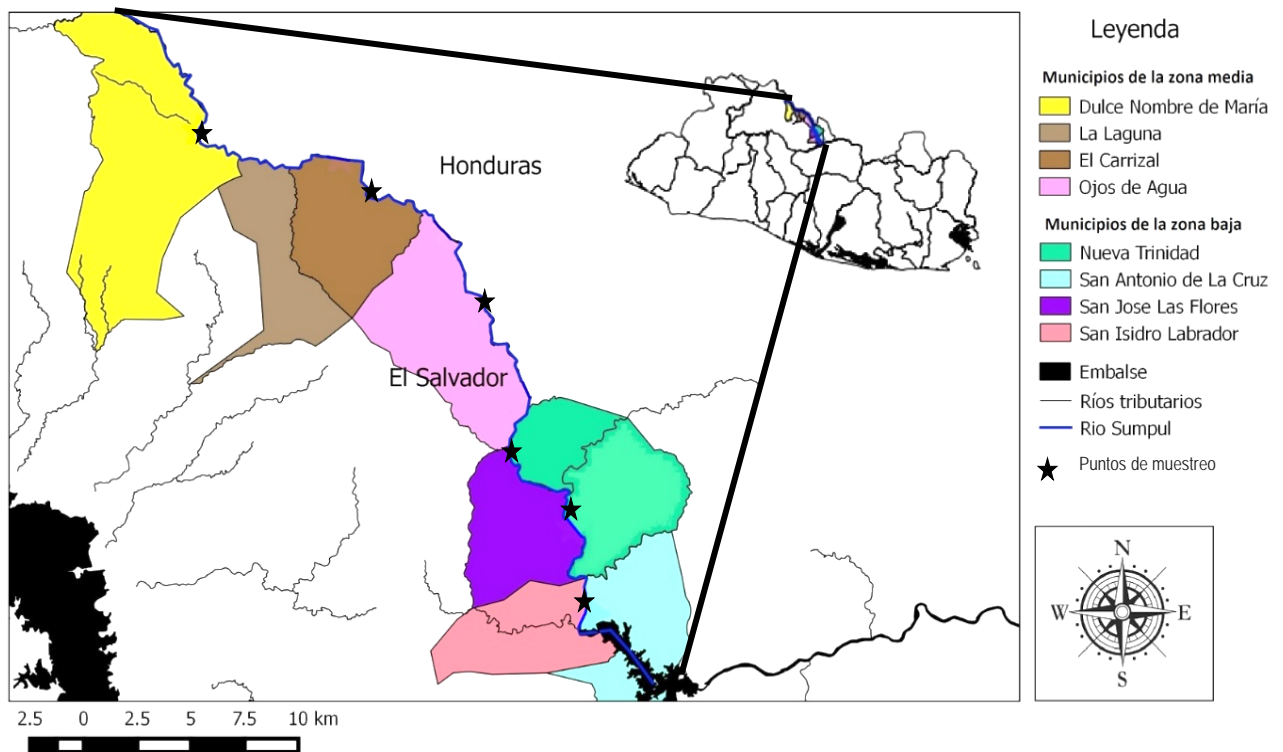 Honduras
El Salvador
2.5 0 2.5 5 7.5 10 km
Leyenda
Municipios de la zona media
Dulce Nombre de María
La Laguna
El Carrizal
Ojos de Agua
Municipios de la zona baja
Nueva Trinidad
San Antonio de La Cruz
San Jose Las Flores
San Isidro Labrador
Embalse
Ríos tributarios
Rio Sumpul
Puntos de muestreo
N
W E
S